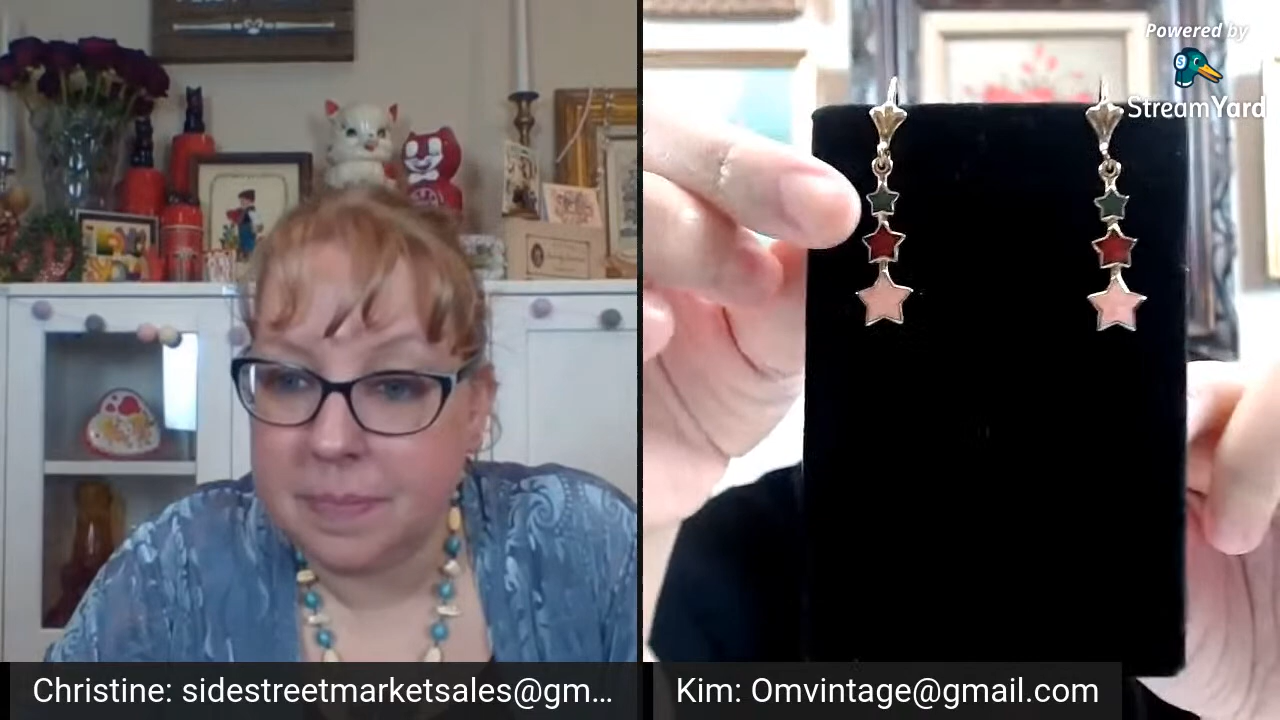 Powered by
S
StreamYard
Christine: sidestreetmarketsales@gm...
Kim: Omvintage@gmail.com